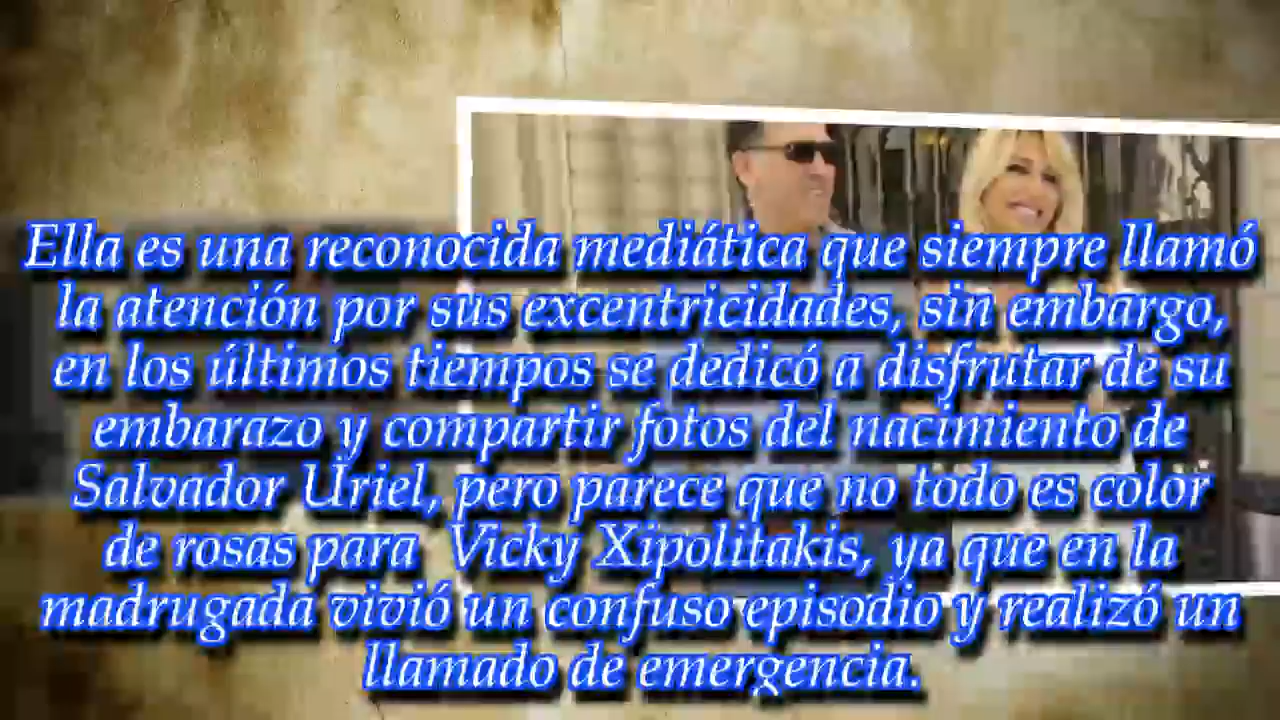 Ella es una reconocida mediática que siempre llamó
la atención por sus excentricidades, sin embargo,
en los últimos tiempos se dedicó a disfrutar de su
embarazo y compartir fotos del nacimiento de
Salvador Uriel, pero parece que no todo es color
de rosas para Vicky Xipolitakis, ya que en la
madrugada vivió un confuso episodio y realizó un
llamado de emergencia.